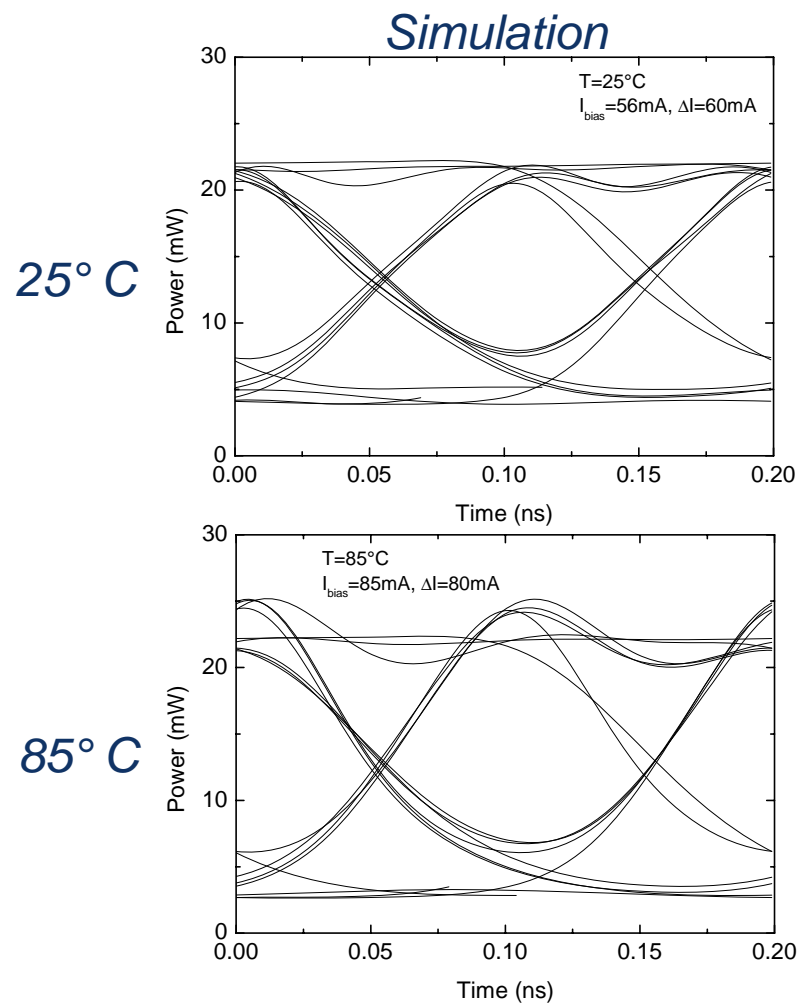 Simulation
25° C
30
20
10
0
Power (mW)
T=25°C
I_bias=56mA, ΔI=60mA
0.00 0.05 0.10 0.15 0.20
Time (ns)
85° C
30
20
10
0
Power (mW)
T=85°C
I_bias=85mA, ΔI=80mA
0.00 0.05 0.10 0.15 0.20
Time (ns)